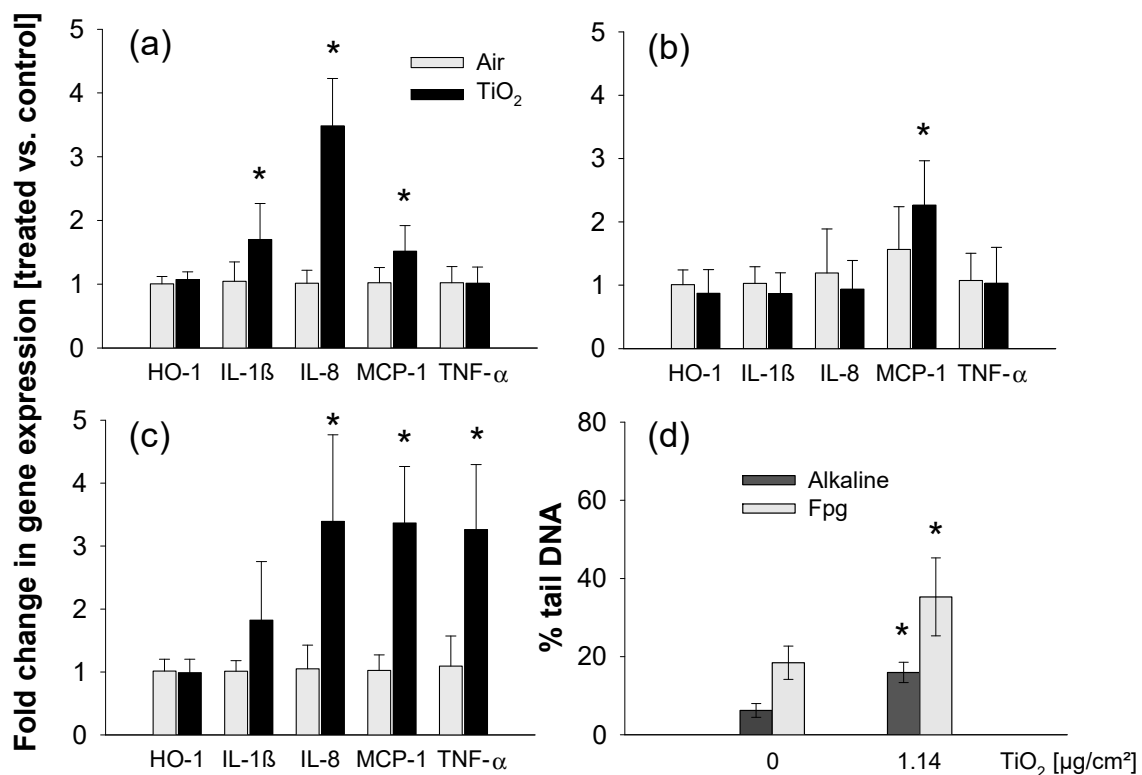 Fold change in gene expression [treated vs. control]
(a)
Air
TiO₂
5
4
3
2
1
0
*
*
*
HO-1 IL-1ß IL-8 MCP-1 TNF-α
(b)
5
4
3
2
1
0
*
HO-1 IL-1ß IL-8 MCP-1 TNF-α
(c)
5
4
3
2
1
0
* * *
HO-1 IL-1ß IL-8 MCP-1 TNF-α
(d)
Alkaline
Fpg
% tail DNA
80
60
40
20
0
*
*
0 1.14 TiO₂ [µg/cm²]